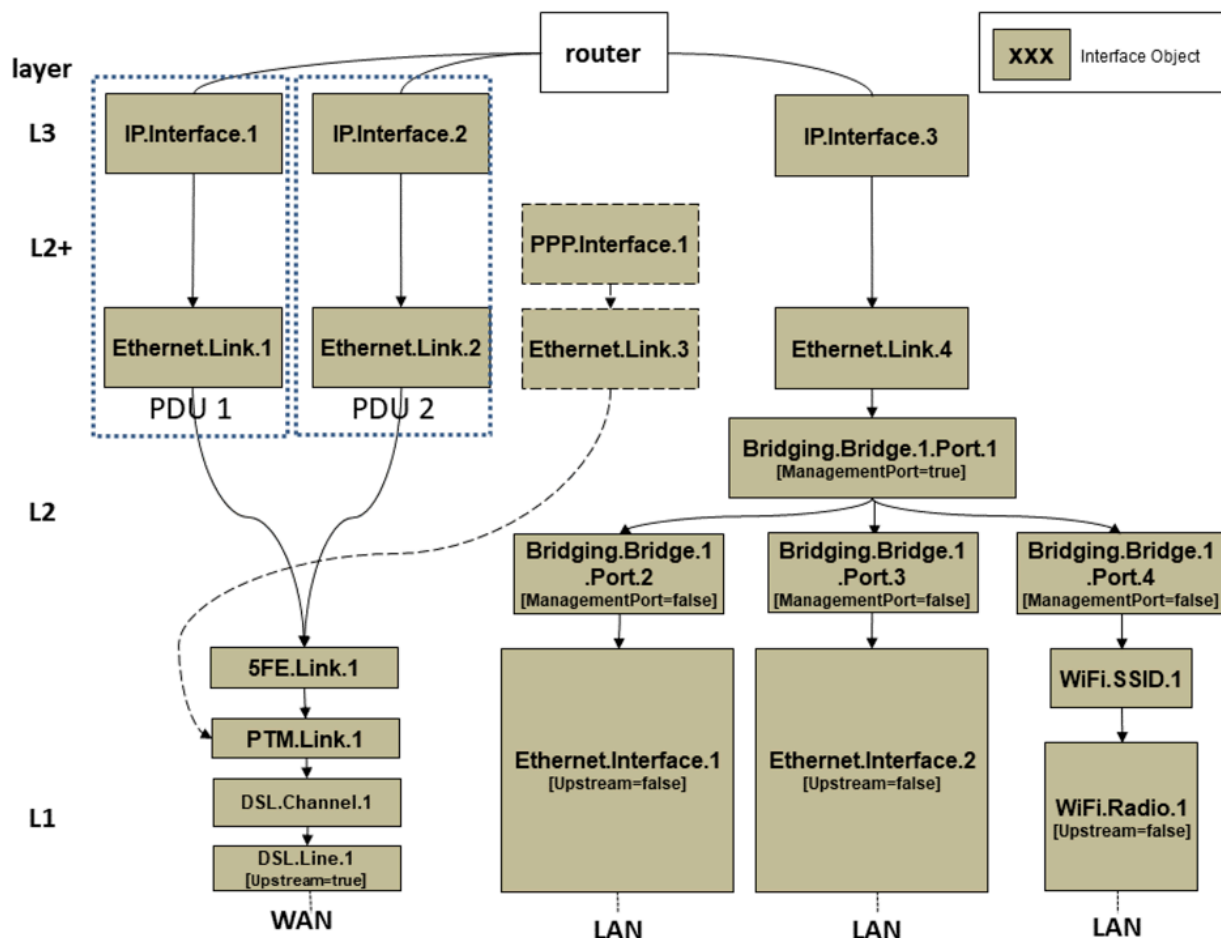 router
XXX
Interface Object
layer
L3
IP.Interface.1
IP.Interface.2
IP.Interface.3
L2+
PPP.Interface.1
Ethernet.Link.1
Ethernet.Link.2
Ethernet.Link.3
Ethernet.Link.4
PDU 1
PDU 2
Bridging.Bridge.1.Port.1
[ManagementPort=true]
L2
Bridging.Bridge.1
.Port.2
[ManagementPort=false]
Bridging.Bridge.1
.Port.3
[ManagementPort=false]
Bridging.Bridge.1
.Port.4
[ManagementPort=false]
5FE.Link.1
WiFi.SSID.1
PTM.Link.1
Ethernet.Interface.1
[Upstream=false]
Ethernet.Interface.2
[Upstream=false]
DSL.Channel.1
L1
WiFi.Radio.1
[Upstream=false]
DSL.Line.1
[Upstream=true]
WAN
LAN
LAN
LAN